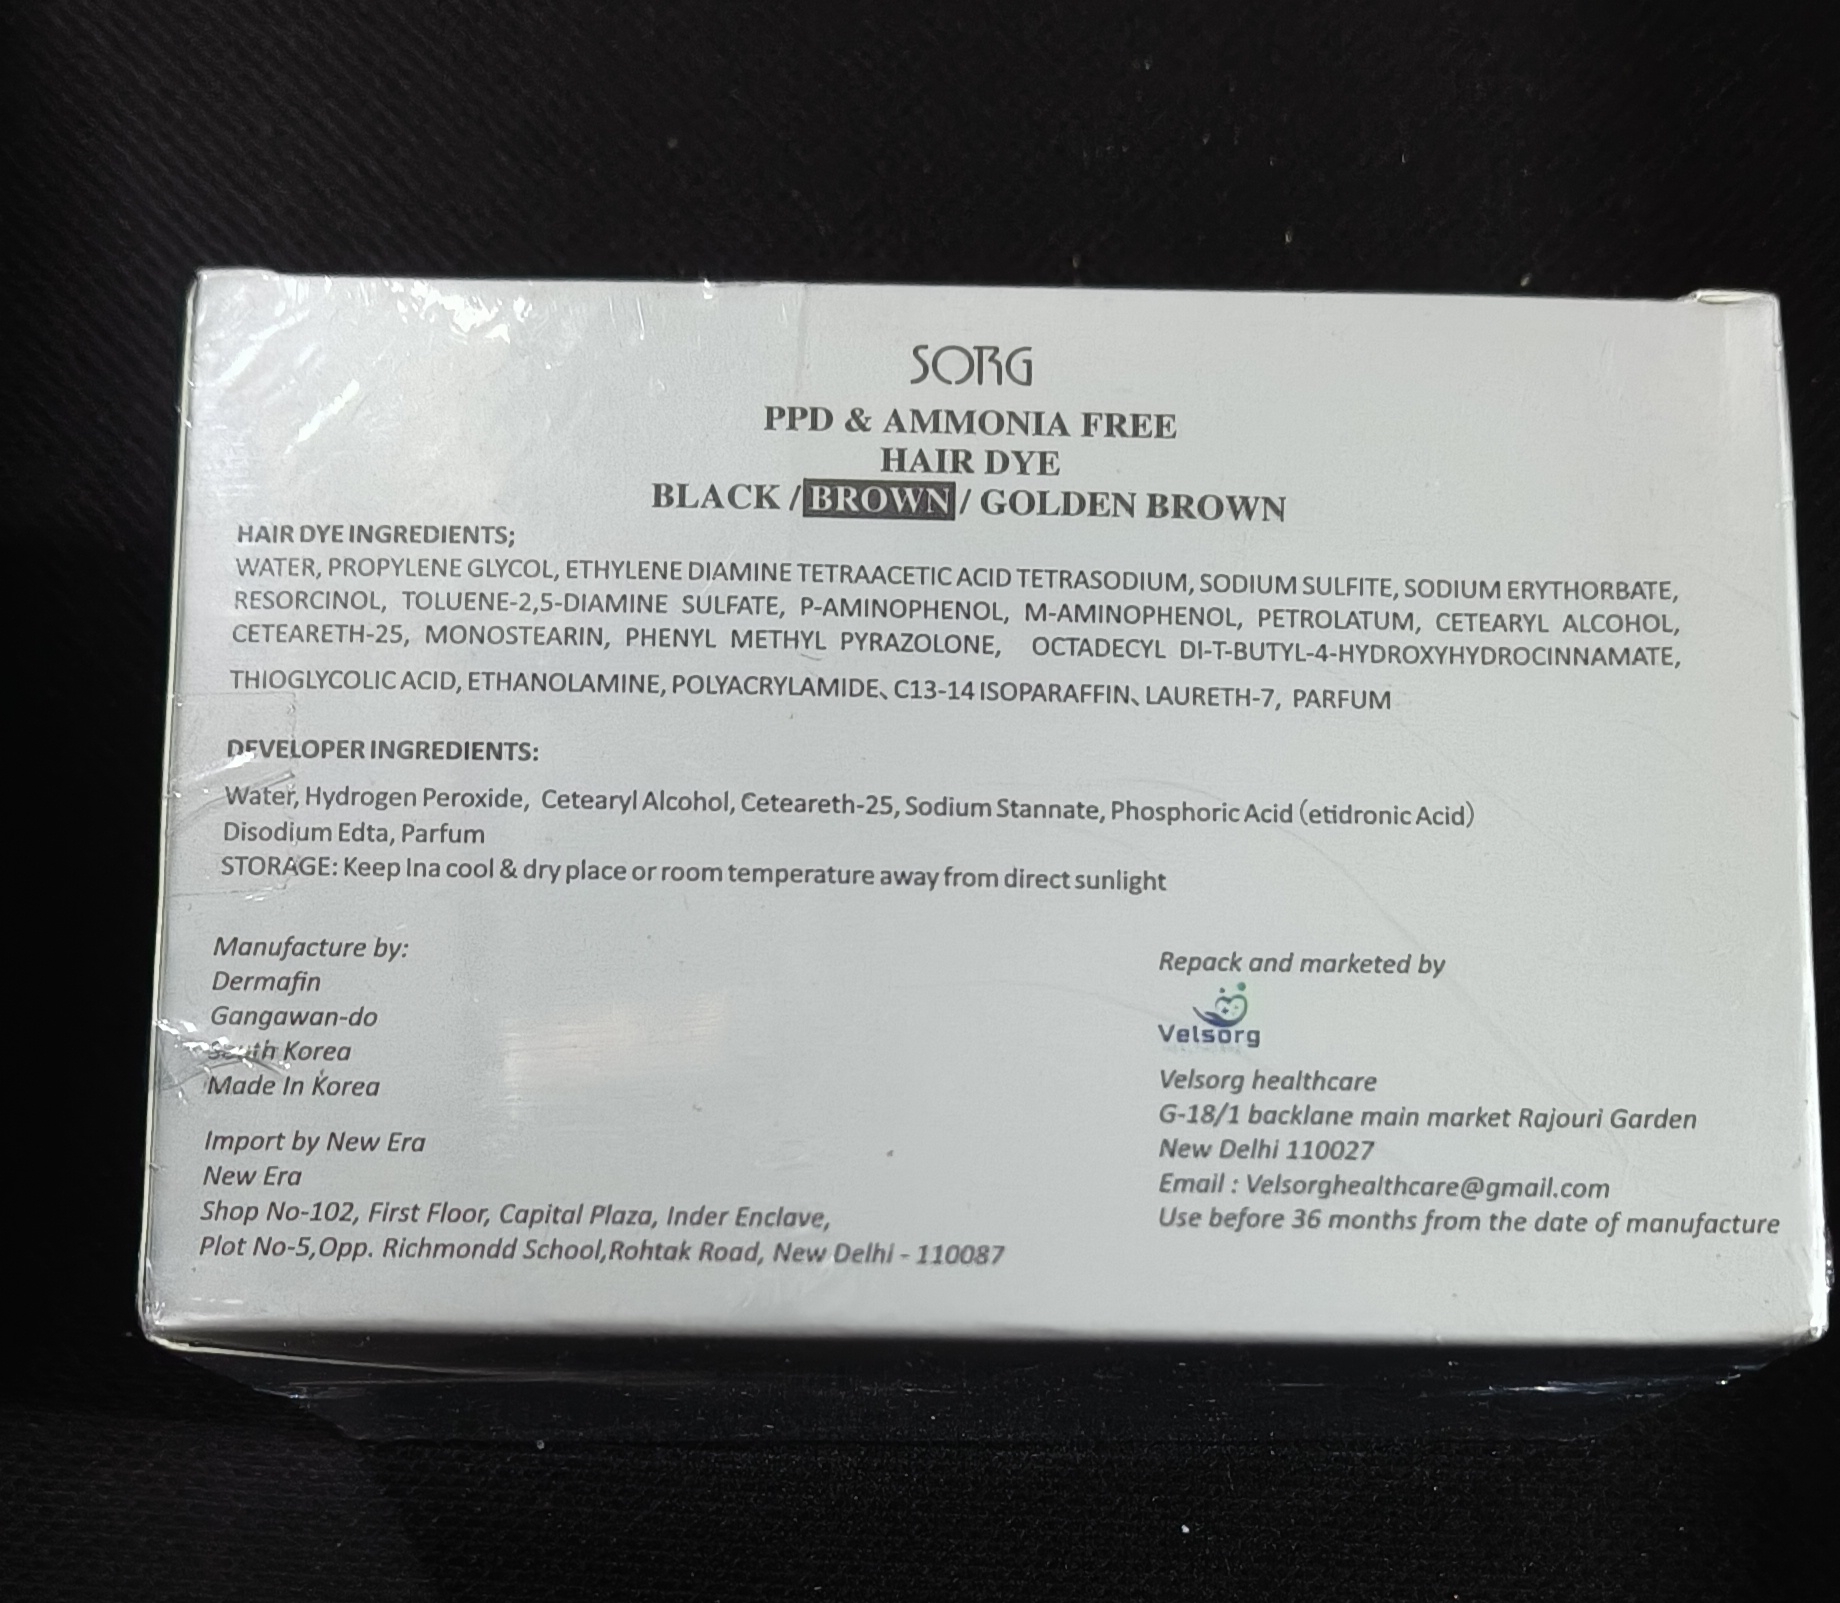 SORG
PPD & AMMONIA FREE
HAIR DYE
BLACK / BROWN / GOLDEN BROWN
HAIR DYE INGREDIENTS;
WATER, PROPYLENE GLYCOL, ETHYLENE DIAMINE TETRAACETIC ACID TETRASODIUM, SODIUM SULFITE, SODIUM ERYTHORBATE,
RESORCINOL, TOLUENE-2,5-DIAMINE SULFATE, P-AMINOPHENOL, M-AMINOPHENOL, PETROLATUM, CETEARYL ALCOHOL,
CETEARETH-25, MONOSTEARIN, PHENYL METHYL PYRAZOLONE, OCTADECYL DI-T-BUTYL-4-HYDROXYHYDROCINNAMATE,
THIOGLYCOLIC ACID, ETHANOLAMINE, POLYACRYLAMIDE、C13-14 ISOPARAFFIN、LAURETH-7, PARFUM
DEVELOPER INGREDIENTS:
Water, Hydrogen Peroxide, Cetearyl Alcohol, Ceteareth-25, Sodium Stannate, Phosphoric Acid (etidronic Acid)
Disodium Edta, Parfum
STORAGE: Keep Ina cool & dry place or room temperature away from direct sunlight
Manufacture by:
Dermafin
Gangawan-do
South Korea
Made In Korea
Import by New Era
New Era
Shop No-102, First Floor, Capital Plaza, Inder Enclave,
Plot No-5,Opp. Richmondd School,Rohtak Road, New Delhi - 110087
Repack and marketed by
Velsorg
Velsorg healthcare
G-18/1 backlane main market Rajouri Garden
New Delhi 110027
Email : Velsorghealthcare@gmail.com
Use before 36 months from the date of manufacture